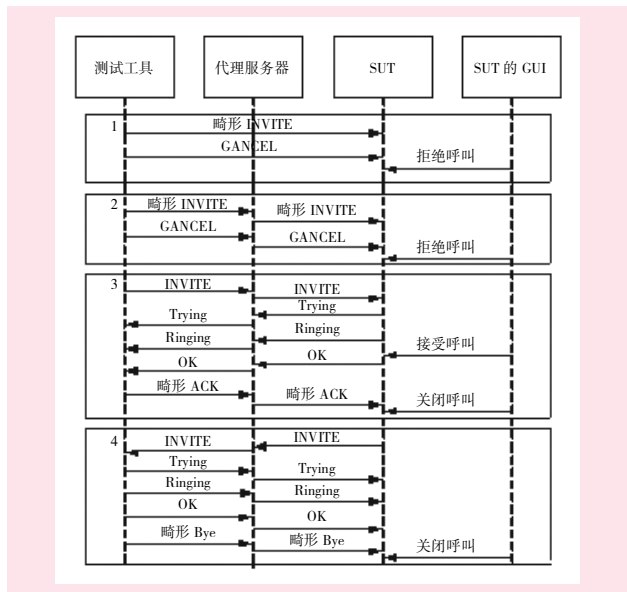 测试工具
代理服务器
SUT
SUT 的 GUI
1
畸形 INVITE
GANCEL
拒绝呼叫
2
畸形 INVITE
畸形 INVITE
GANCEL
GANCEL
拒绝呼叫
3
INVITE
INVITE
Trying
Trying
Ringing
Ringing
接受呼叫
OK
OK
畸形 ACK
畸形 ACK
关闭呼叫
4
INVITE
INVITE
Trying
Trying
Ringing
Ringing
OK
OK
畸形 Bye
畸形 Bye
关闭呼叫